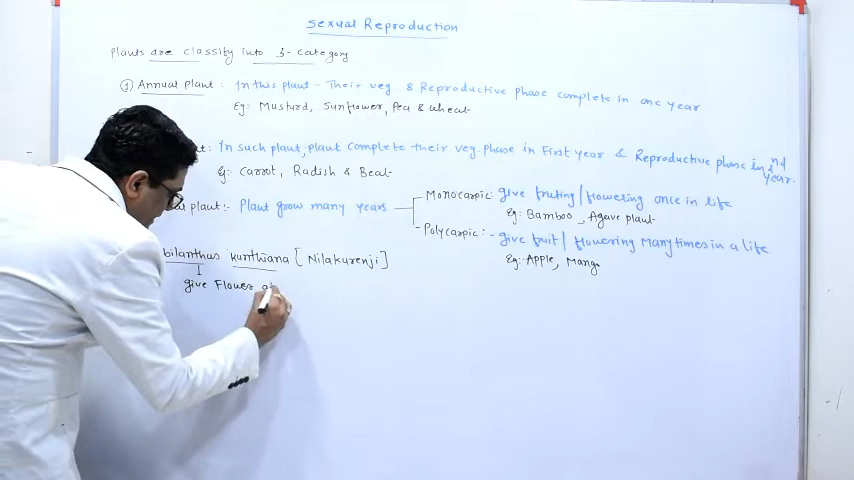 Sexual Reproduction
Plants are classify into 3-category
① Annual Plant : In this plant - Their veg. & Reproductive phase complete in one year
Eg: Mustard, Sunflower, Pea & wheat
t: In such plant, plant complete their veg. phase in First year & Reproductive phase in 2nd year.
Eg: Carrot, Radish & Beat
plant:- Plant grow many years
Monocarpic: give fruting/flowering once in life
Eg: Bamboo, Agave plant
Polycarpic:- give fruit/ flowering Many times in a life
Eg:- Apple, Mango
bilanthus kunthiana [Nilakurenji]
give Flower